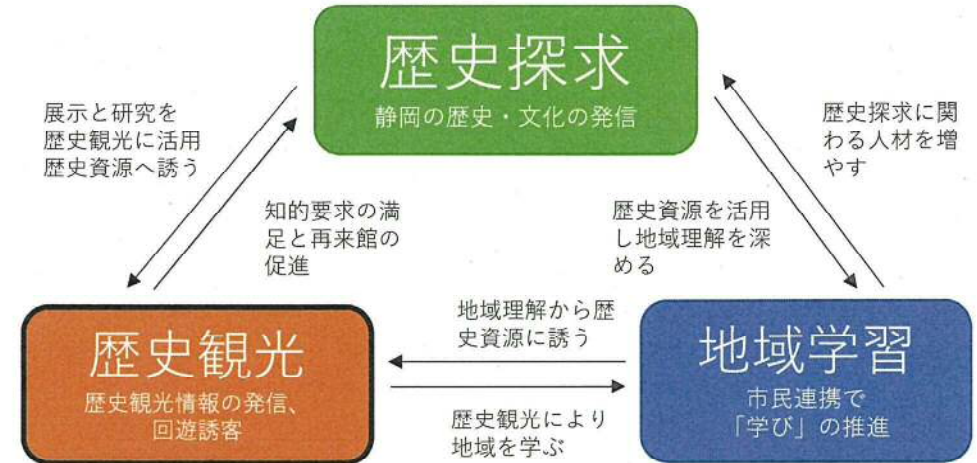 歴史探求
静岡の歴史・文化の発信
展示と研究を
歴史観光に活用
歴史資源へ誘う
歴史探求に関
わる人材を増
やす
知的要求の満
足と再来館の
促進
歴史資源を活用
し地域理解を深
める
地域理解から歴
史資源に誘う
歴史観光
歴史観光情報の発信、
回遊誘客
地域学習
市民連携で
「学び」の推進
歴史観光により
地域を学ぶ